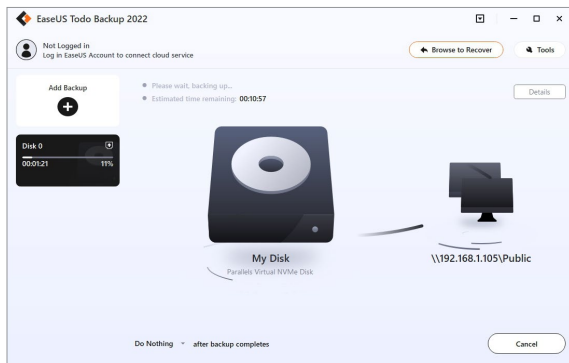 EaseUS Todo Backup 2022
Not Logged in
Log in EaseUS Account to connect cloud service
Browse to Recover
Tools
Add Backup
Please wait, backing up...
Estimated time remaining: 00:10:57
Details
Disk 0
00:01:21 11%
My Disk
Parallels Virtual NVMe Disk
\\192.168.1.105\Public
Do Nothing after backup completes
Cancel